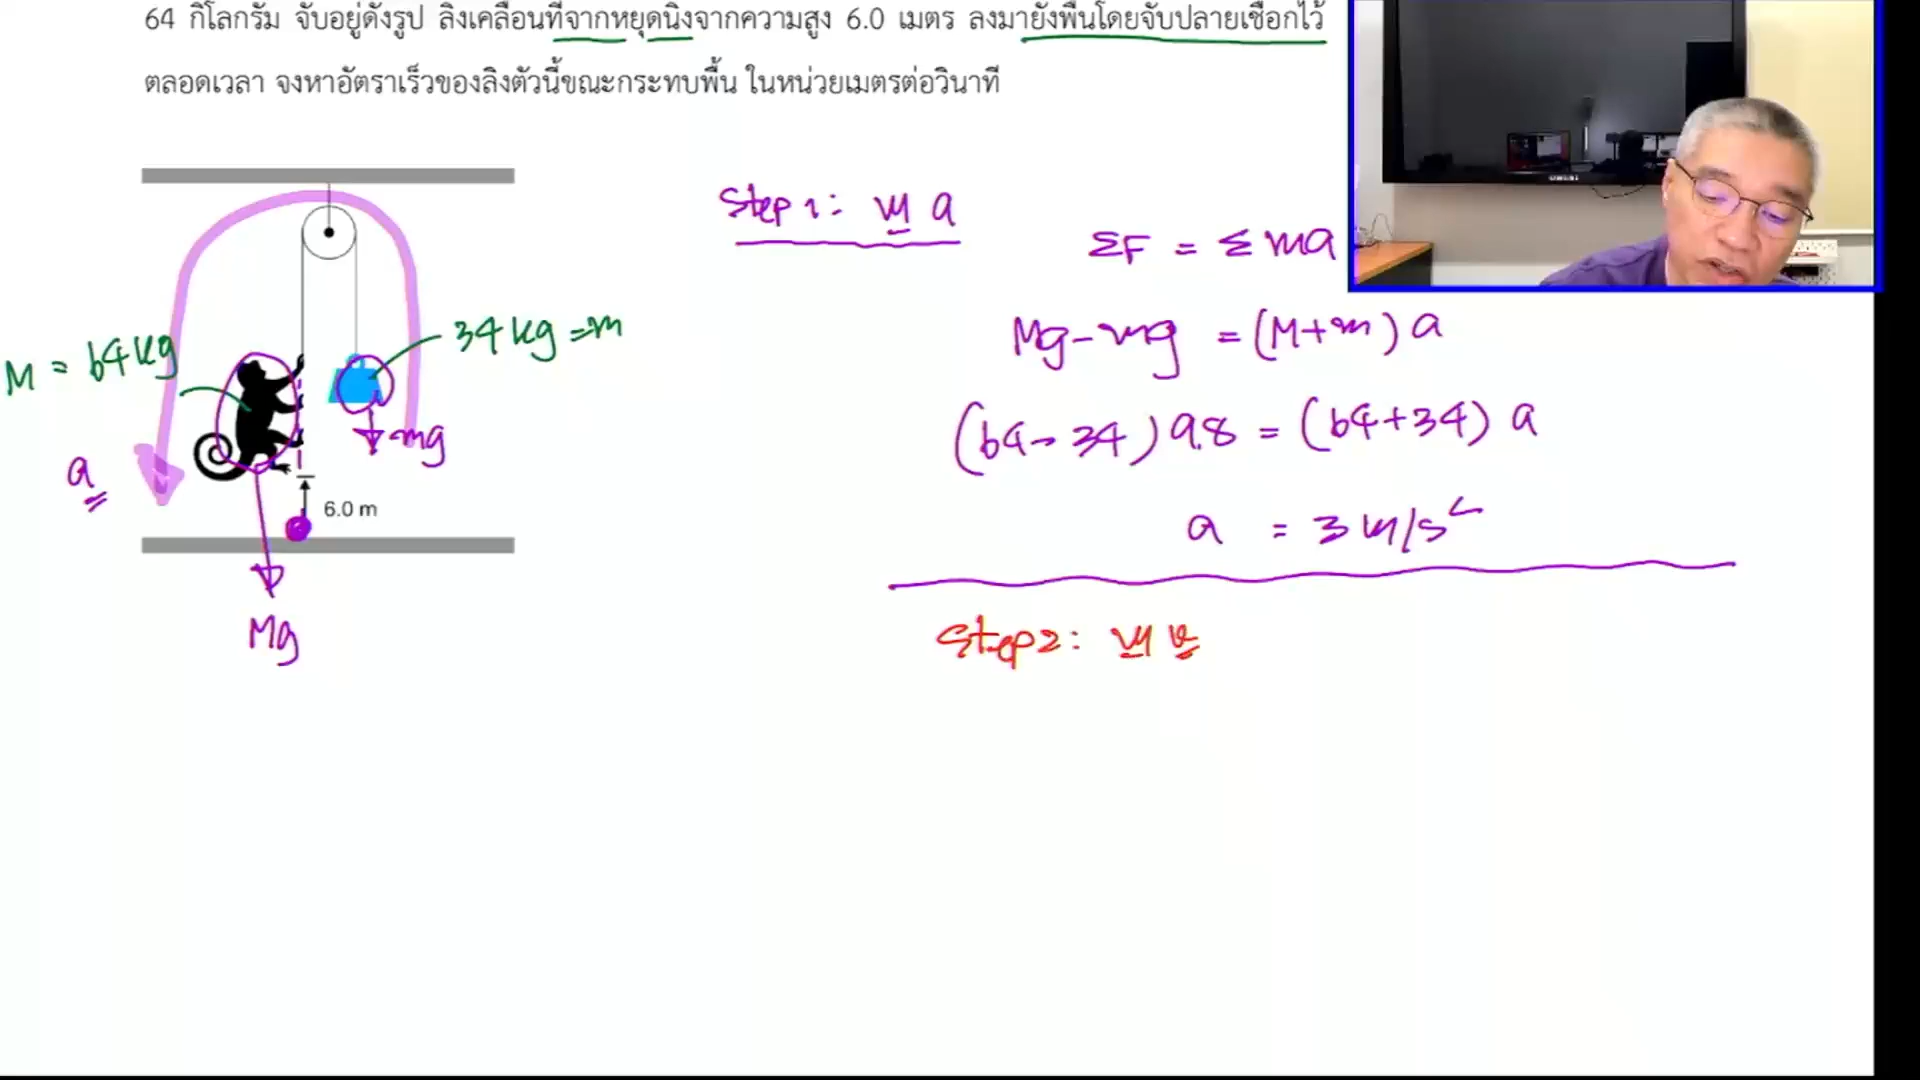 64 กิโลกรัม จับอยู่ดังรูป ลิงเคลื่อนที่จากหยุดนิ่งจากความสูง 6.0 เมตร ลงมายังพื้นโดยจับปลายเชือกไว้
ตลอดเวลา จงหาอัตราเร็วของลิงตัวนี้ขณะกระทบพื้น ในหน่วยเมตรต่อวินาที
Step 1: หา a
ΣF = Σma
Mg-mg = (M+m) a
(64-34) 9.8 = (64+34) a
a = 3 m/s²
Step 2: หา v
M = 64 kg
34 kg = m
mg
a
6.0 m
Mg
SAMSUNG